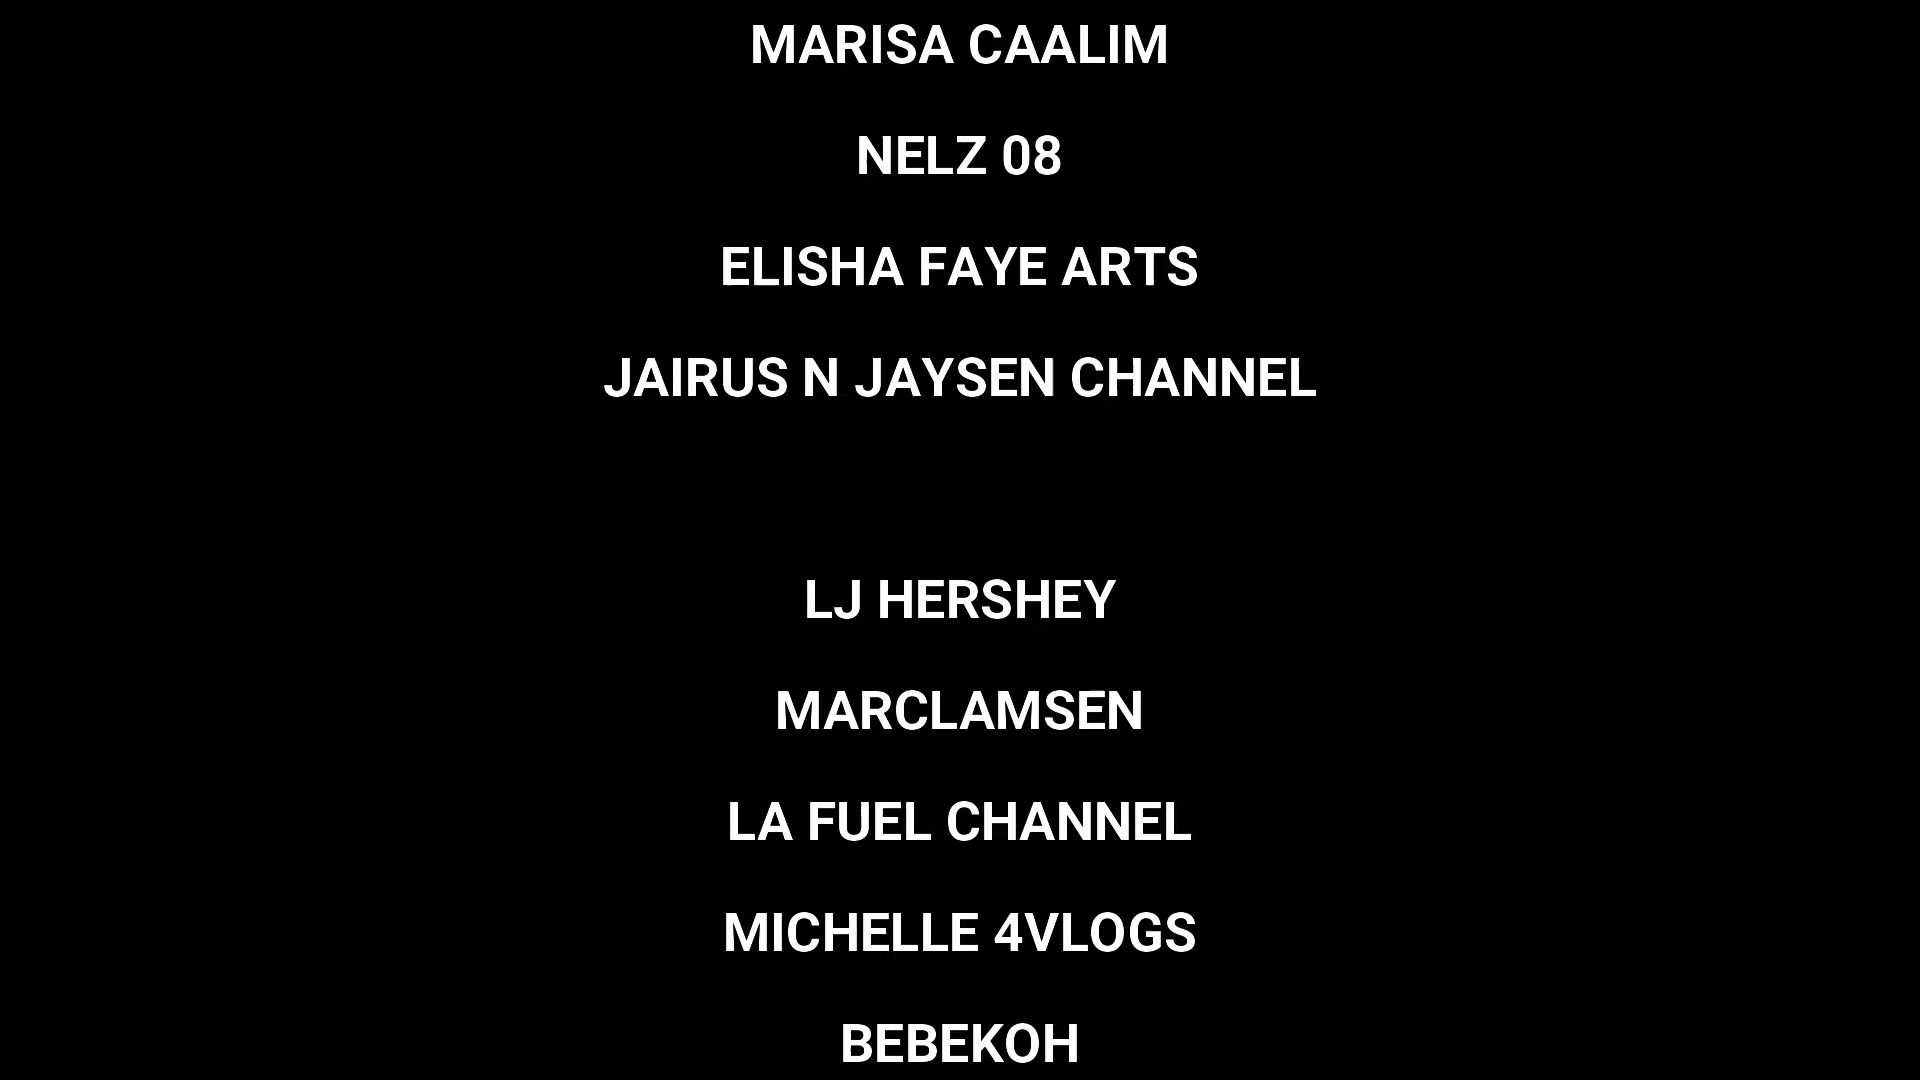 MARISA CAALIM
NELZ 08
ELISHA FAYE ARTS
JAIRUS N JAYSEN CHANNEL
LJ HERSHEY
MARCLAMSEN
LA FUEL CHANNEL
MICHELLE 4VLOGS
BEBEKOH